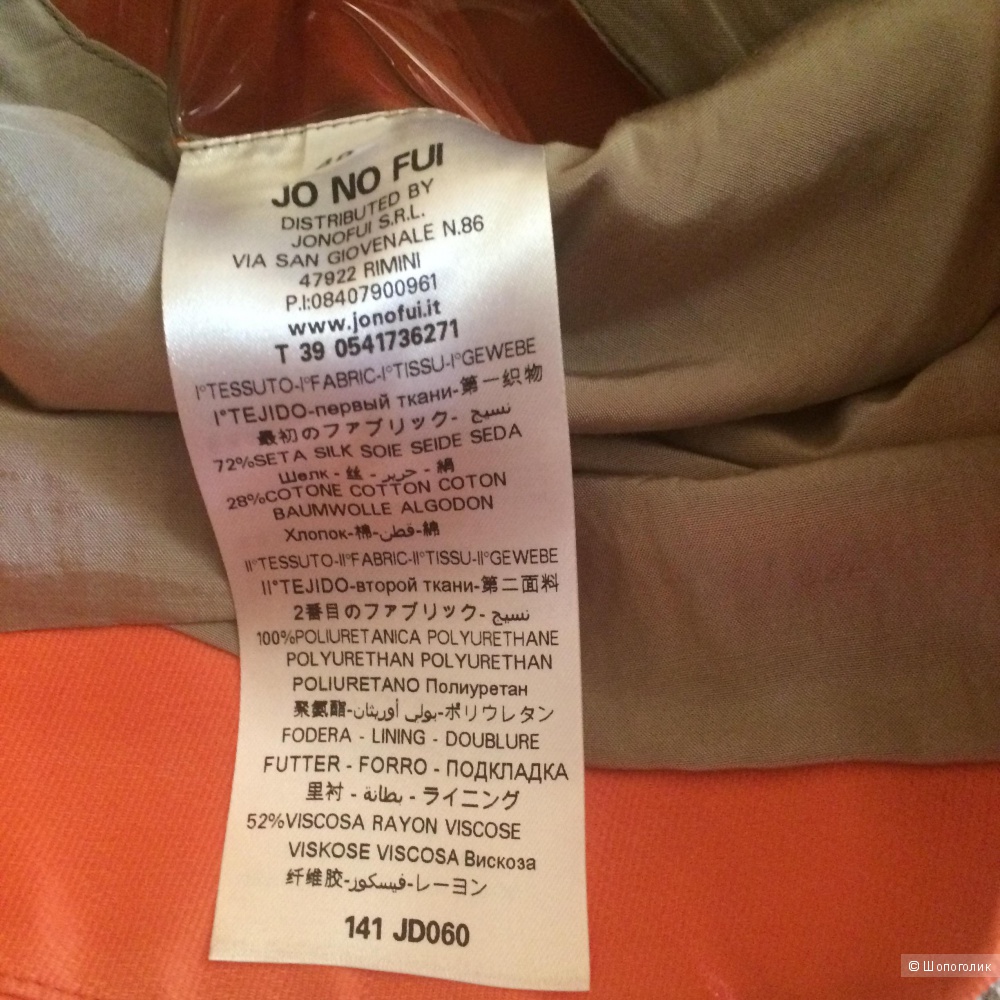 JO NO FUI
DISTRIBUTED BY
JONOFUI S.R.L.
VIA SAN GIOVENALE N.86
47922 RIMINI
P.I:08407900961
www.jonofui.it
T 39 0541736271
I°TESSUTO-I°FABRIC-I°TISSU-I°GEWEBE
I°TEJIDO-первый ткани-第一织物
最初のファブリック- نسيج
72%SETA SILK SOIE SEIDE SEDA
Шелк - 丝 - حرير - 絹
28%COTONE COTTON COTON
BAUMWOLLE ALGODON
Хлопок-棉-قطن-綿
II°TESSUTO-II°FABRIC-II°TISSU-II°GEWEBE
II°TEJIDO-второй ткани-第二面料
2番目のファブリック- نسيج
100%POLIURETANICA POLYURETHANE
POLYURETHAN POLYURETHAN
POLIURETANO Полиуретан
聚氨酯-بولي أوريثان-ポリウレタン
FODERA - LINING - DOUBLURE
FUTTER - FORRO - ПОДКЛАДКА
里衬 - بطانة - ライニング
52%VISCOSA RAYON VISCOSE
VISKOSE VISCOSA Вискоза
纤维胶-فيسكوز-レーヨン
141 JD060
© Шопоголик